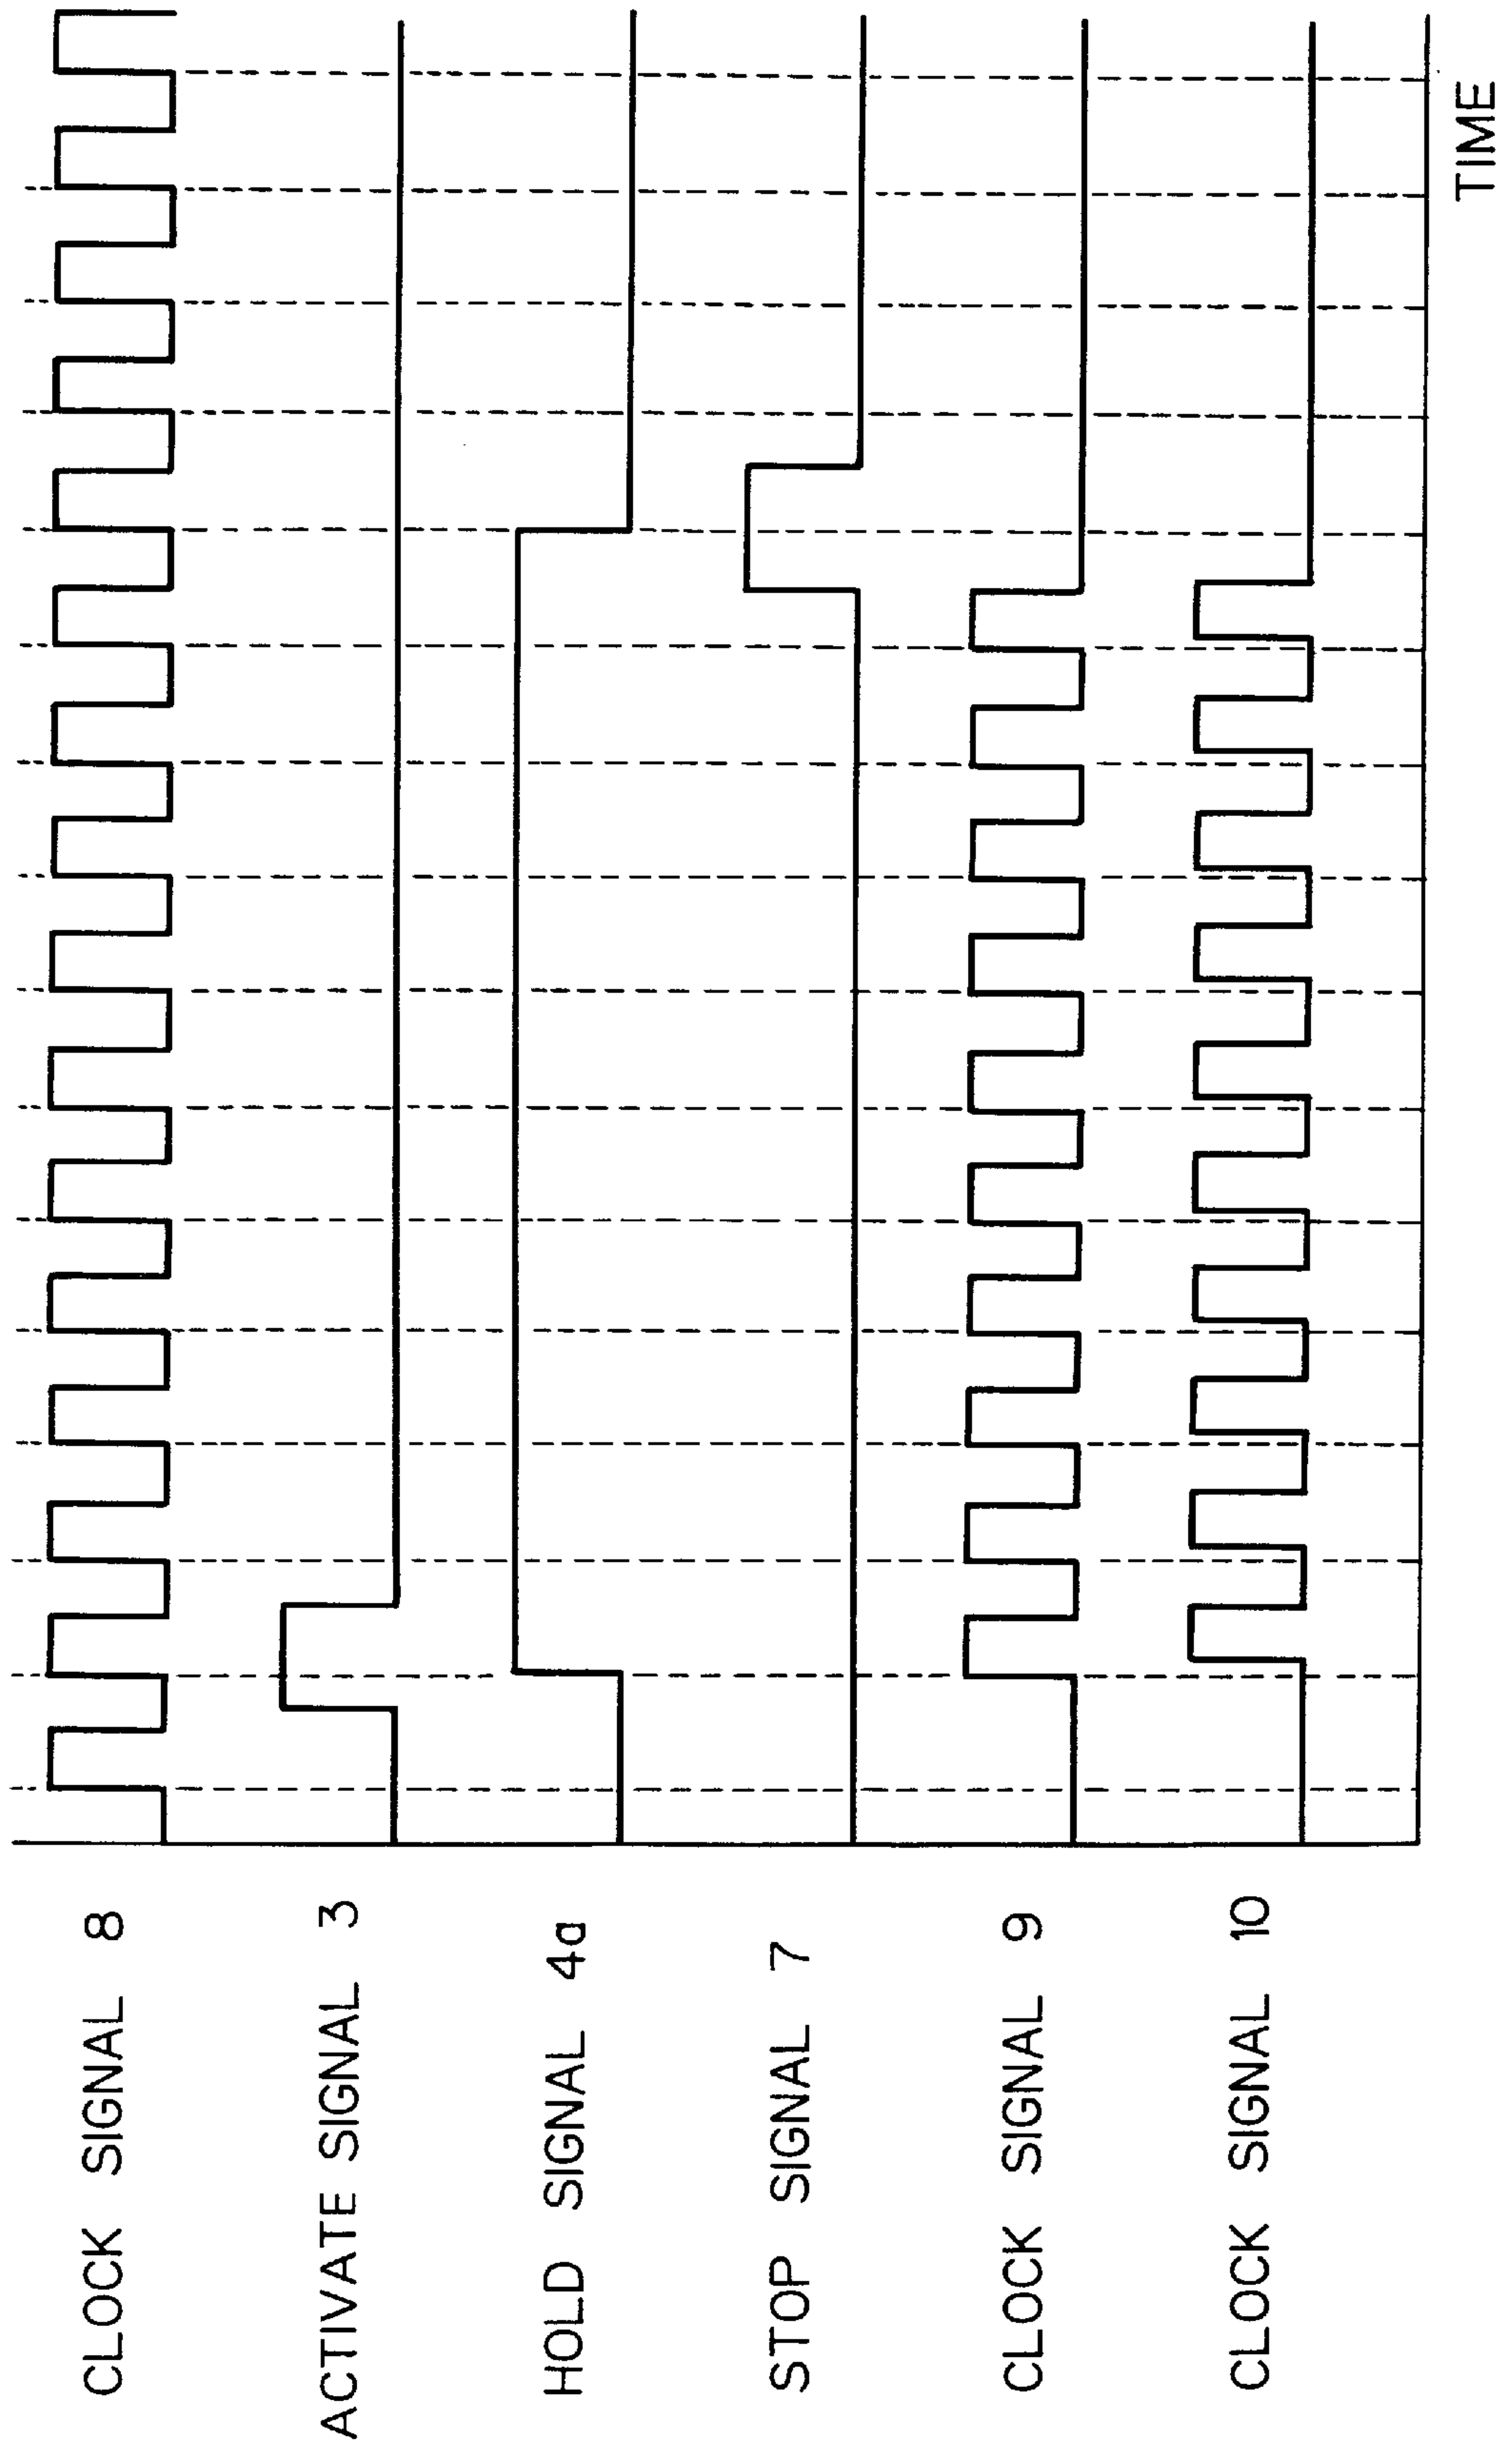 CLOCK SIGNAL 8
ACTIVATE SIGNAL 3
HOLD SIGNAL 4a
STOP SIGNAL 7
CLOCK SIGNAL 9
CLOCK SIGNAL 10
TIME